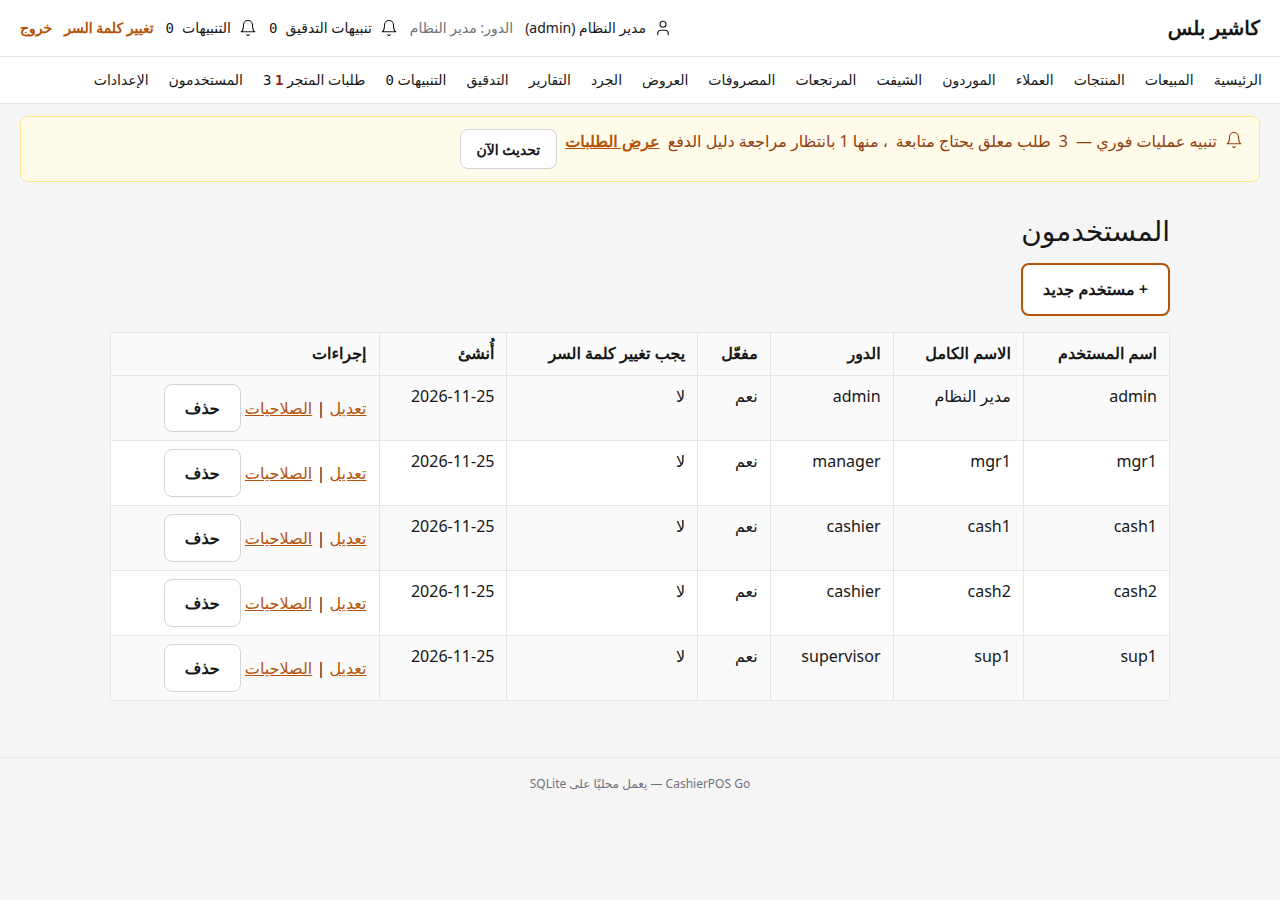 كاشير بلس
مدير النظام (admin) الدور: مدير النظام تنبيهات التدقيق 0 التنبيهات 0 تغيير كلمة السر خروج
الرئيسية المبيعات المنتجات العملاء الموردون الشيفت المرتجعات المصروفات العروض الجرد التقارير التدقيق التنبيهات 0 طلبات المتجر 1 3 المستخدمون الإعدادات
تنبيه عمليات فوري — 3 طلب معلق يحتاج متابعة ، منها 1 بانتظار مراجعة دليل الدفع عرض الطلبات تحديث الآن
المستخدمون
+ مستخدم جديد
اسم المستخدم الاسم الكامل الدور مفعّل يجب تغيير كلمة السر أُنشئ إجراءات
admin مدير النظام admin نعم لا 2026-11-25 تعديل | الصلاحيات حذف
mgr1 mgr1 manager نعم لا 2026-11-25 تعديل | الصلاحيات حذف
cash1 cash1 cashier نعم لا 2026-11-25 تعديل | الصلاحيات حذف
cash2 cash2 cashier نعم لا 2026-11-25 تعديل | الصلاحيات حذف
sup1 sup1 supervisor نعم لا 2026-11-25 تعديل | الصلاحيات حذف
CashierPOS Go — يعمل محليًا على SQLite